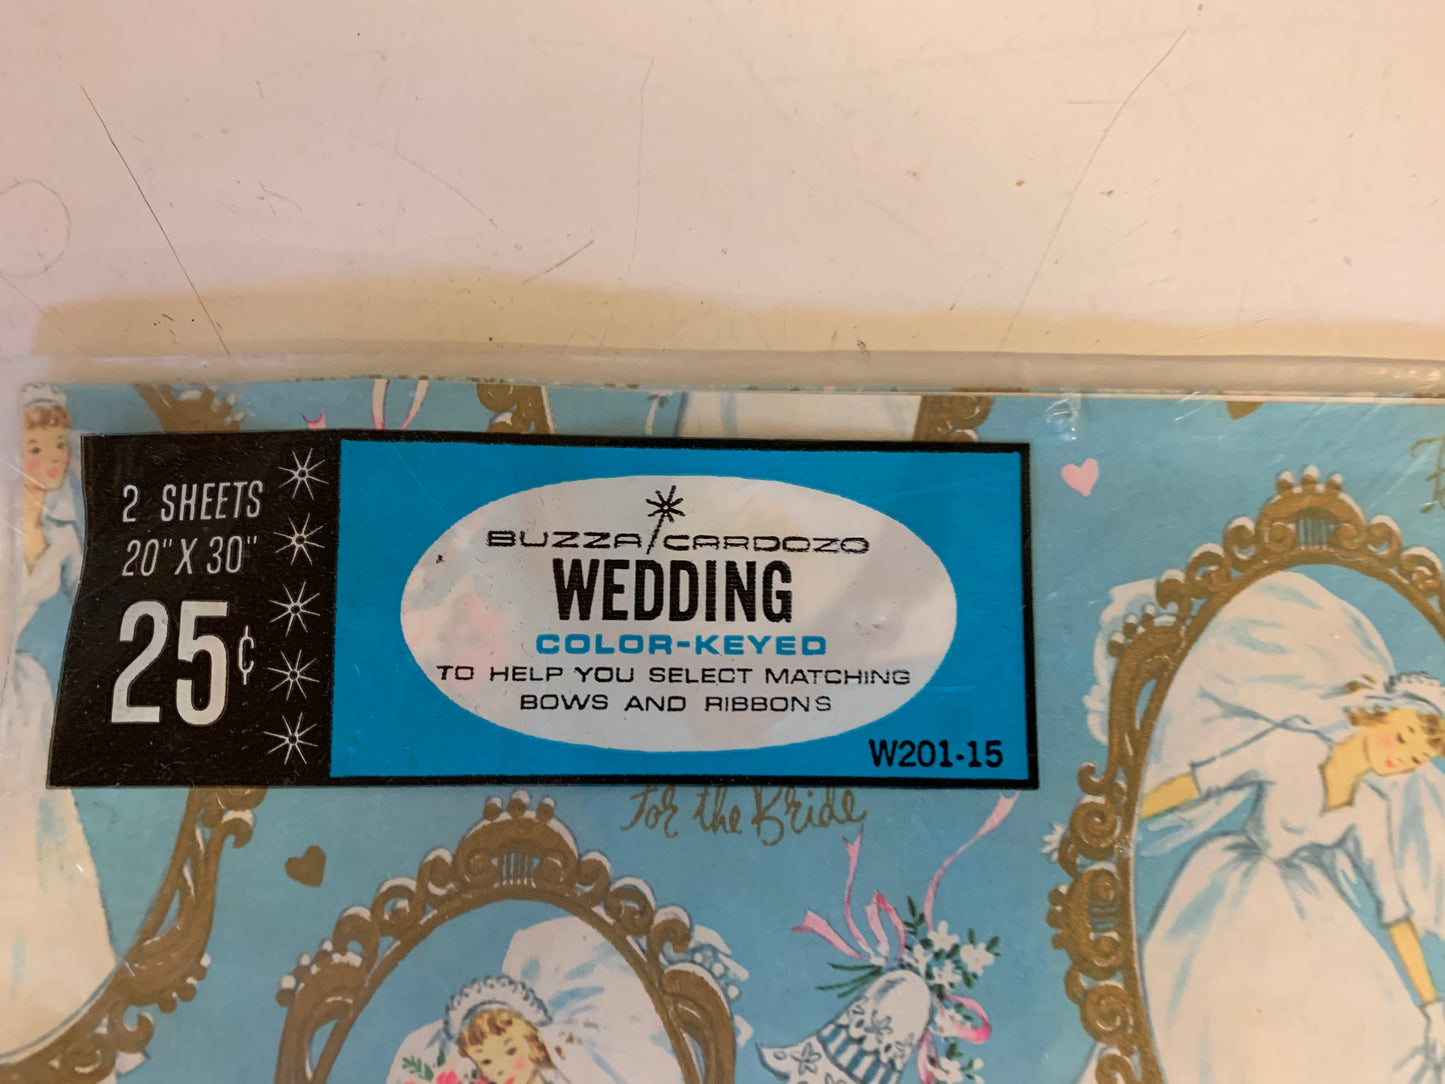 2 SHEETS
20" X 30"
25¢
BUZZA/CARDOZO
WEDDING
COLOR-KEYED
TO HELP YOU SELECT MATCHING
BOWS AND RIBBONS
W201-15
For the Bride